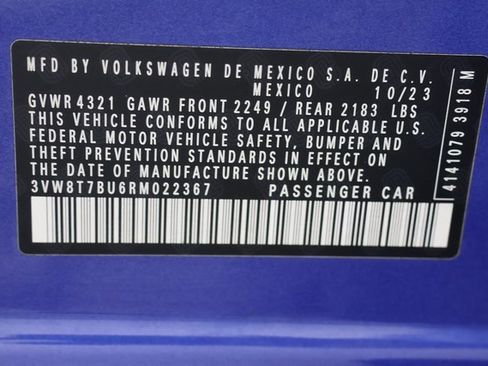 MFD BY VOLKSWAGEN DE MEXICO S.A. DE C.V.
MEXICO 10/23
GVWR 4321 GAWR FRONT 2249 / REAR 2183 LBS
THIS VEHICLE CONFORMS TO ALL APPLICABLE
FEDERAL MOTOR VEHICLE SAFETY, BUMPER AND
THEFT PREVENTION STANDARDS IN EFFECT ON
THE DATE OF MANUFACTURE SHOWN ABOVE.
3VW8T7BU6RM022367 PASSENGER CAR
4141079 3918 M